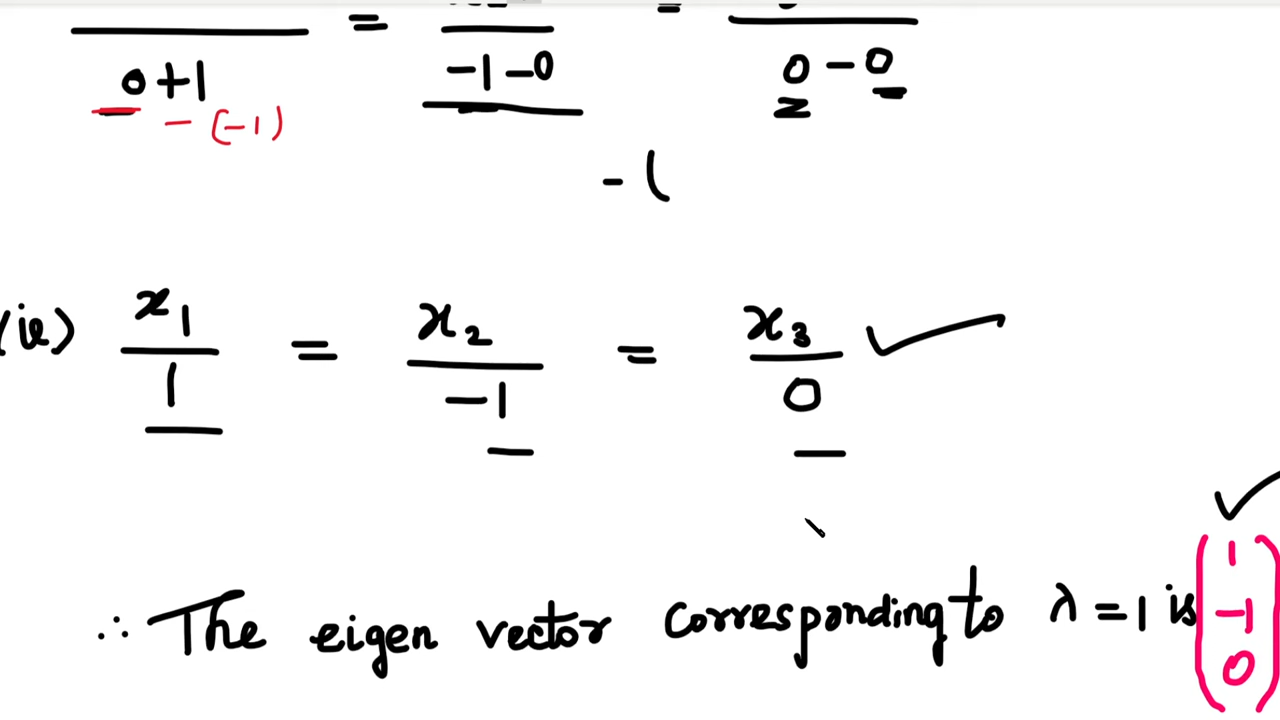 = =
0+1 -1-0 0-0
-(-1)
-(
(ie) x₁/1 = x₂/-1 = x₃/0
∴ The eigen vector corresponding to λ=1 is (1 -1 0)